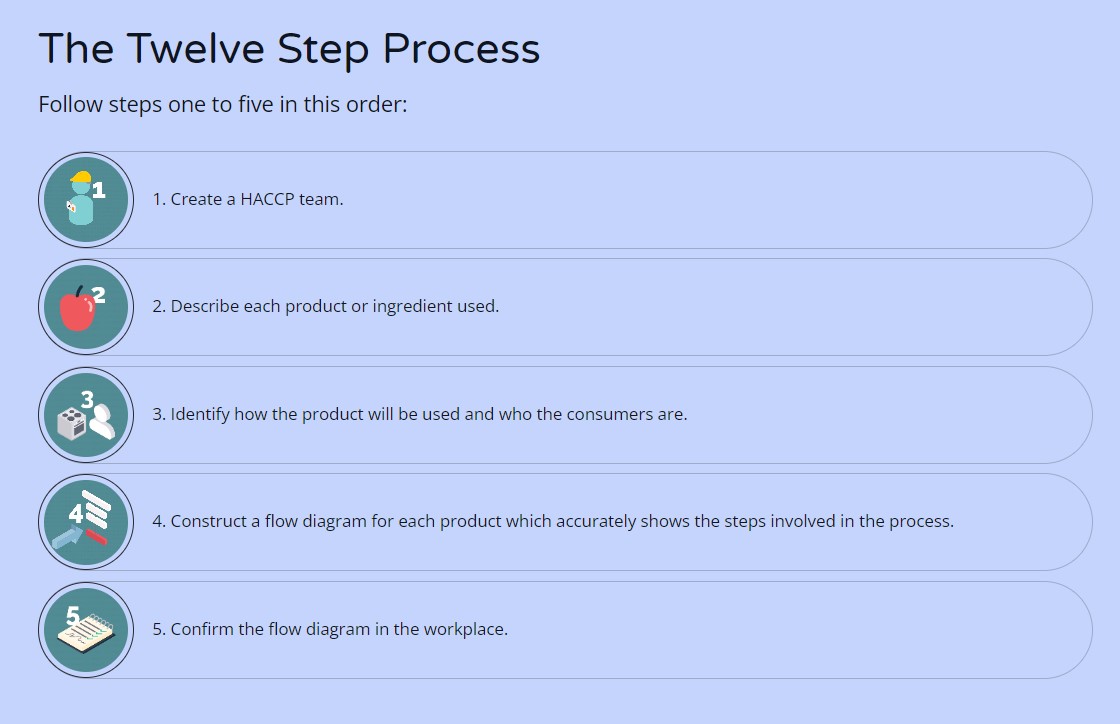 The Twelve Step Process
Follow steps one to five in this order:
1
1. Create a HACCP team.
2
2. Describe each product or ingredient used.
3
3. Identify how the product will be used and who the consumers are.
4
4. Construct a flow diagram for each product which accurately shows the steps involved in the process.
5
5. Confirm the flow diagram in the workplace.